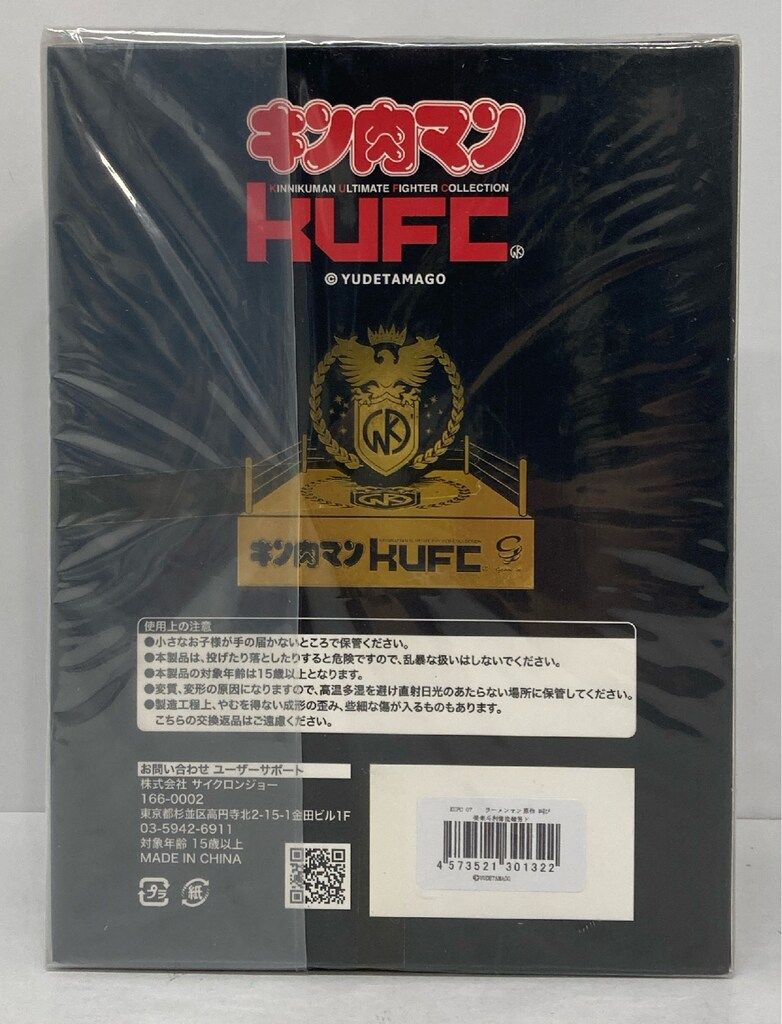 キン肉マン
KINNIKUMAN ULTIMATE FIGHTER COLLECTION
KUFC
© YUDETAMAGO
キン肉マン KUFC
使用上の注意
●小さなお子様が手の届かないところで保管ください。
●本製品は、投げたり落としたりすると危険ですので、乱暴な扱いはしないでください。
●本製品の対象年齢は15歳以上となります。
●変質、変形の原因になりますので、高温多湿を避け直射日光のあたらない場所に保管してください。
●製造工程上、やむを得ない成形の歪み、些細な傷が入るものもあります。
こちらの交換返品はご遠慮ください。
お問い合わせ ユーザーサポート
株式会社 サイクロンジョー
166-0002
東京都杉並区高円寺北2-15-1金田ビル1F
03-5942-6911
対象年齢 15歳以上
MADE IN CHINA
プラ 紙
KUFC 07 ラーメンマン 原作
4 573521 301322
©YUDETAMAGO